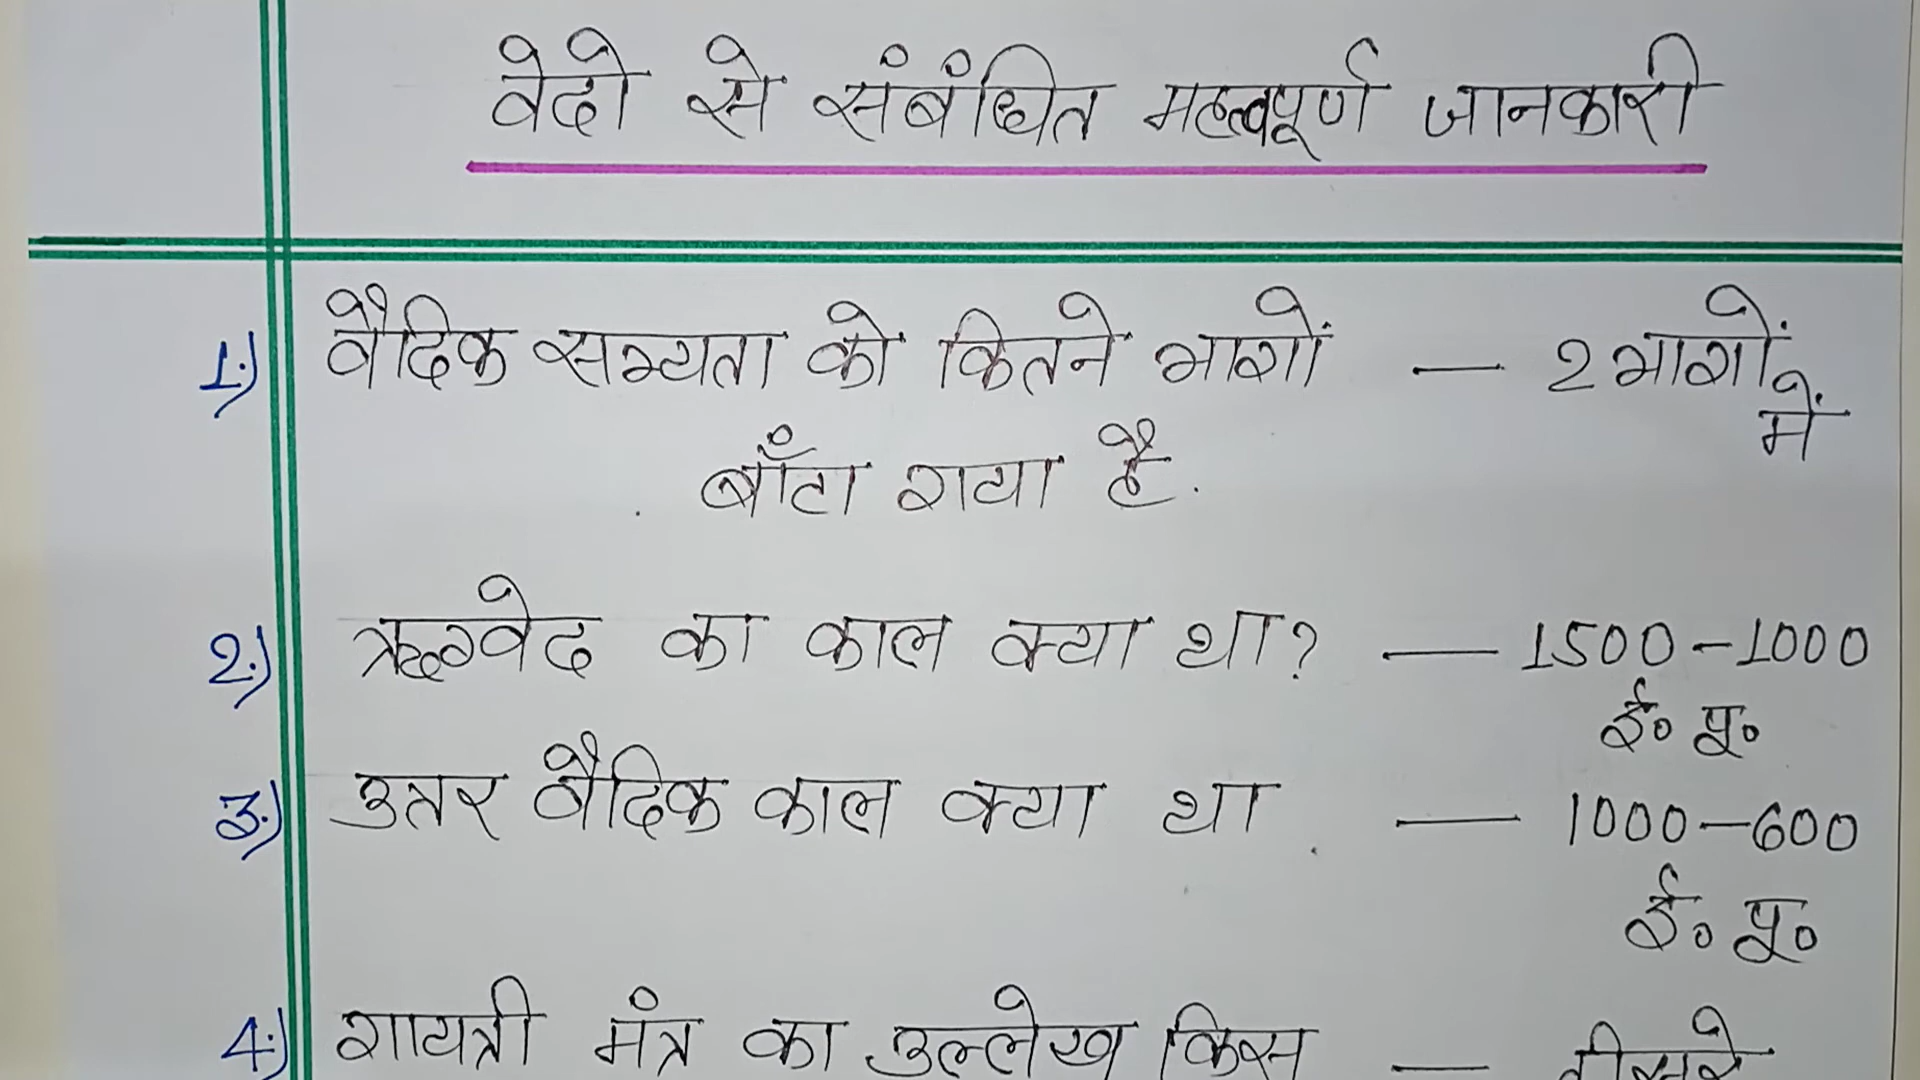 वेदो से संबंधित महत्वपूर्ण जानकारी
1.) वैदिक सभ्यता को कितने भागों — 2 भागों
में
बाँटा गया है.
2.) ऋग्वेद का काल क्या था? — 1500-1000
ई० पू०
3.) उत्तर वैदिक काल क्या था — 1000-600
ई० पू०
4.) गायत्री मंत्र का उल्लेख किस — तीसरे